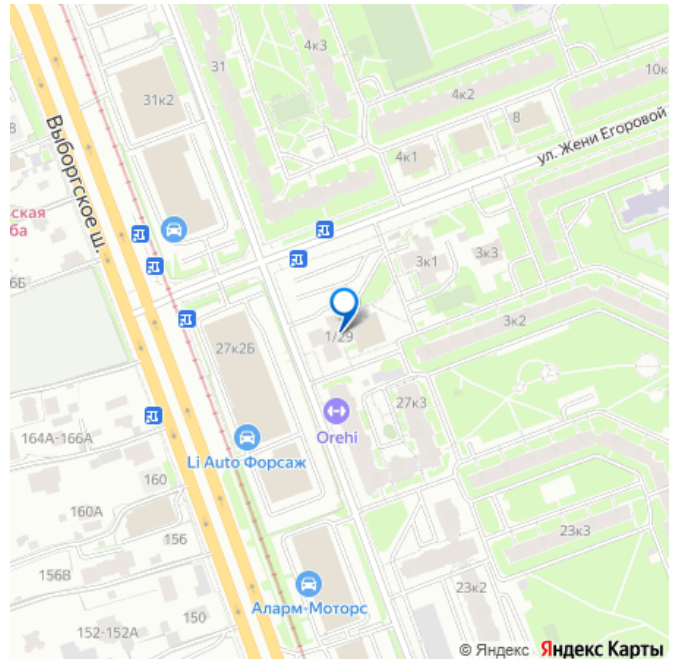 4к3
31
10к
31к2
4к2
8
8
4к1
ул. Жени Егоровой
Выборгское ш.
ская
ба
3к1
3к3
6Б
3к2
1/29
27к2Б
27к3
Orehi
164А-166А
Li Auto Форсаж
160
160А
156
23к3
156В
23к2
Аларм-Моторс
150
152-152А
© Яндекс Яндекс Карты